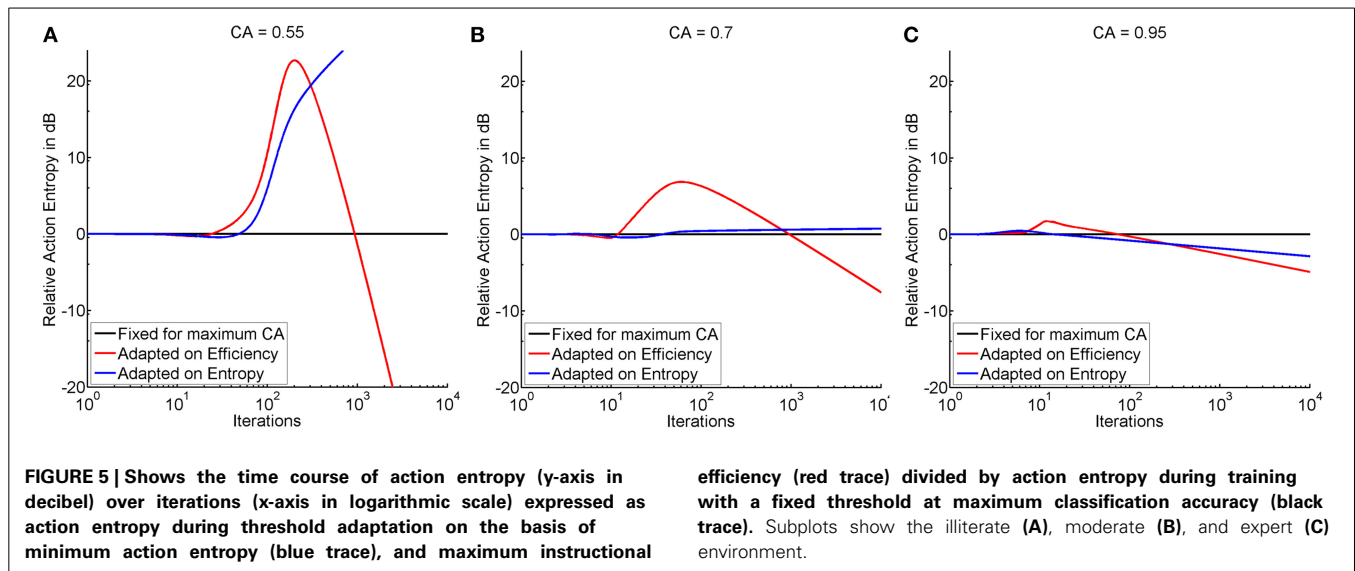 A
CA = 0.55
Relative Action Entropy in dB
20
10
0
-10
-20
Fixed for maximum CA
Adapted on Efficiency
Adapted on Entropy
10^0
10^1
10^2
10^3
10^4
Iterations
B
CA = 0.7
Relative Action Entropy in dB
20
10
0
-10
-20
Fixed for maximum CA
Adapted on Efficiency
Adapted on Entropy
10^0
10^1
10^2
10^3
10^4
Iterations
C
CA = 0.95
Relative Action Entropy in dB
20
10
0
-10
-20
Fixed for maximum CA
Adapted on Efficiency
Adapted on Entropy
10^0
10^1
10^2
10^3
10^4
Iterations
FIGURE 5 | Shows the time course of action entropy (y-axis in
decibel) over iterations (x-axis in logarithmic scale) expressed as
action entropy during threshold adaptation on the basis of
minimum action entropy (blue trace), and maximum instructional
efficiency (red trace) divided by action entropy during training
with a fixed threshold at maximum classification accuracy (black
trace). Subplots show the illiterate (A), moderate (B), and expert (C)
environment.